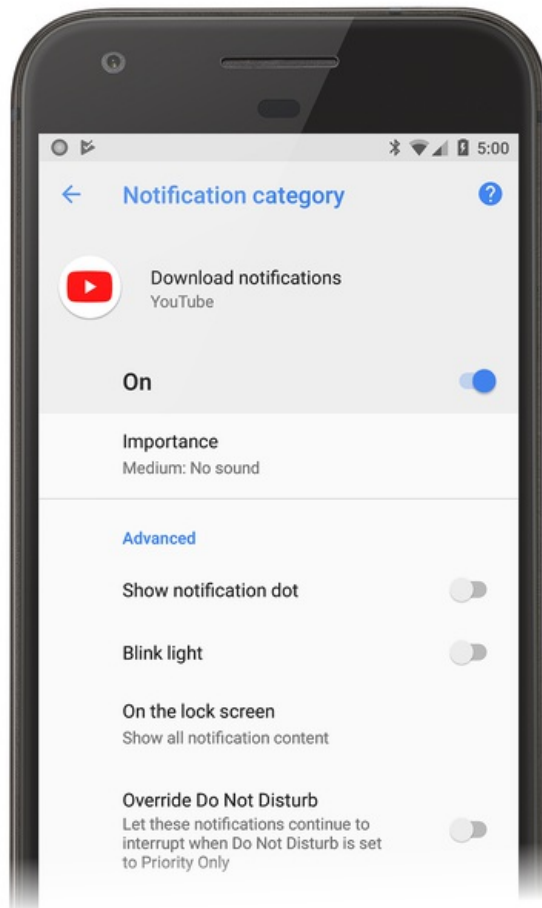 5:00
Notification category
?
Download notifications
YouTube
On
Importance
Medium: No sound
Advanced
Show notification dot
Blink light
On the lock screen
Show all notification content
Override Do Not Disturb
Let these notifications continue to
interrupt when Do Not Disturb is set
to Priority Only